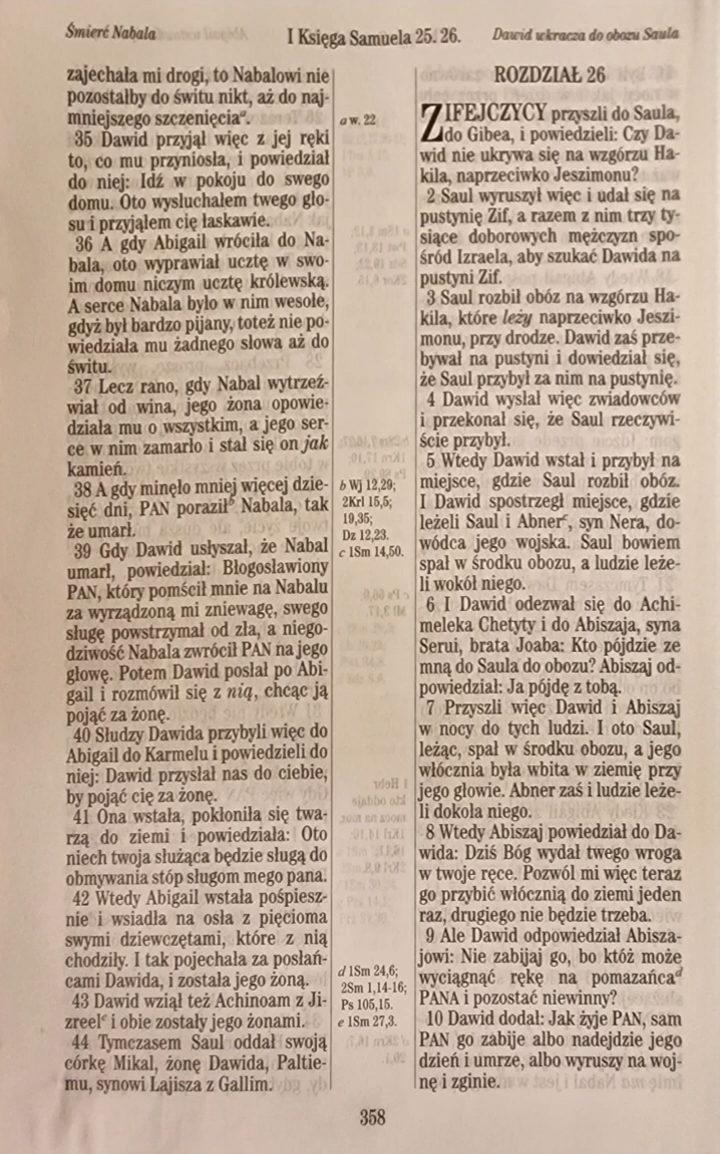 Śmierć Nabala
I Księga Samuela 25. 26.
Dawid wkracza do obozu Saula
zajechała mi drogi, to Nabalowi nie
pozostałby do świtu nikt, aż do naj-
mniejszego szczenięciaª.
35 Dawid przyjął więc z jej ręki
to, co mu przyniosła, i powiedział
do niej: Idź w pokoju do swego
domu. Oto wysłuchałem twego gło-
su i przyjąłem cię łaskawie.
36 A gdy Abigail wróciła do Na-
bala, oto wyprawiał ucztę w swo-
im domu niczym ucztę królewską.
A serce Nabala było w nim wesołe,
gdyż był bardzo pijany, toteż nie po-
wiedziała mu żadnego słowa aż do
świtu.
37 Lecz rano, gdy Nabal wytrzeź-
wiał od wina, jego żona opowie-
działa mu o wszystkim, a jego ser-
ce w nim zamarło i stał się on jak
kamień.
38 A gdy minęło mniej więcej dzie-
sięć dni, PAN poraziłᵇ Nabala, tak
że umarł.
39 Gdy Dawid usłyszał, że Nabal
umarł, powiedział: Błogosławiony
PAN, który pomścił mnie na Nabalu
za wyrządzoną mi zniewagę, swego
sługę powstrzymał od zła, a niego-
dziwość Nabala zwrócił PAN na jego
głowę. Potem Dawid posłał po Abi-
gail i rozmówił się z nią, chcąc ją
pojąć za żonę.
40 Słudzy Dawida przybyli więc do
Abigail do Karmelu i powiedzieli do
niej: Dawid przysłał nas do ciebie,
by pojąć cię za żonę.
41 Ona wstała, pokłoniła się twa-
rzą do ziemi i powiedziała: Oto
niech twoja służąca będzie sługą do
obmywania stóp sługom mego pana.
42 Wtedy Abigail wstała pośpiesz-
nie i wsiadła na osła z pięcioma
swymi dziewczętami, które z nią
chodziły. I tak pojechała za posłań-
cami Dawida, i została jego żoną.
43 Dawid wziął też Achinoam z Ji-
zreelᶜ i obie zostały jego żonami.
44 Tymczasem Saul oddał swoją
córkę Mikal, żonę Dawida, Paltie-
mu, synowi Lajisza z Gallim.
a w. 22
b Wj 12,29;
2Krl 15,5;
19,35;
Dz 12,23.
c 1Sm 14,50.
d 1Sm 24,6;
2Sm 1,14-16;
Ps 105,15.
e 1Sm 27,3.
ROZDZIAŁ 26
ZIFEJCZYCY przyszli do Saula,
do Gibea, i powiedzieli: Czy Da-
wid nie ukrywa się na wzgórzu Ha-
kila, naprzeciwko Jeszimonu?
2 Saul wyruszył więc i udał się na
pustynię Zif, a razem z nim trzy ty-
siące doborowych mężczyzn spo-
śród Izraela, aby szukać Dawida na
pustyni Zif.
3 Saul rozbił obóz na wzgórzu Ha-
kila, które leży naprzeciwko Jeszi-
monu, przy drodze. Dawid zaś prze-
bywał na pustyni i dowiedział się,
że Saul przybył za nim na pustynię.
4 Dawid wysłał więc zwiadowców
i przekonał się, że Saul rzeczywi-
ście przybył.
5 Wtedy Dawid wstał i przybył na
miejsce, gdzie Saul rozbił obóz.
I Dawid spostrzegł miejsce, gdzie
leżeli Saul i Abnerᶜ, syn Nera, do-
wódca jego wojska. Saul bowiem
spał w środku obozu, a ludzie leże-
li wokół niego.
6 I Dawid odezwał się do Achi-
meleka Chetyty i do Abiszaja, syna
Serui, brata Joaba: Kto pójdzie ze
mną do Saula do obozu? Abiszaj od-
powiedział: Ja pójdę z tobą.
7 Przyszli więc Dawid i Abiszaj
w nocy do tych ludzi. I oto Saul,
leżąc, spał w środku obozu, a jego
włócznia była wbita w ziemię przy
jego głowie. Abner zaś i ludzie leże-
li dokoła niego.
8 Wtedy Abiszaj powiedział do Da-
wida: Dziś Bóg wydał twego wroga
w twoje ręce. Pozwól mi więc teraz
go przybić włócznią do ziemi jeden
raz, drugiego nie będzie trzeba.
9 Ale Dawid odpowiedział Abisza-
jowi: Nie zabijaj go, bo któż może
wyciągnąć rękę na pomazańcaᵈ
PANA i pozostać niewinny?
10 Dawid dodał: Jak żyje PAN, sam
PAN go zabije albo nadejdzie jego
dzień i umrze, albo wyruszy na woj-
nę i zginie.
358